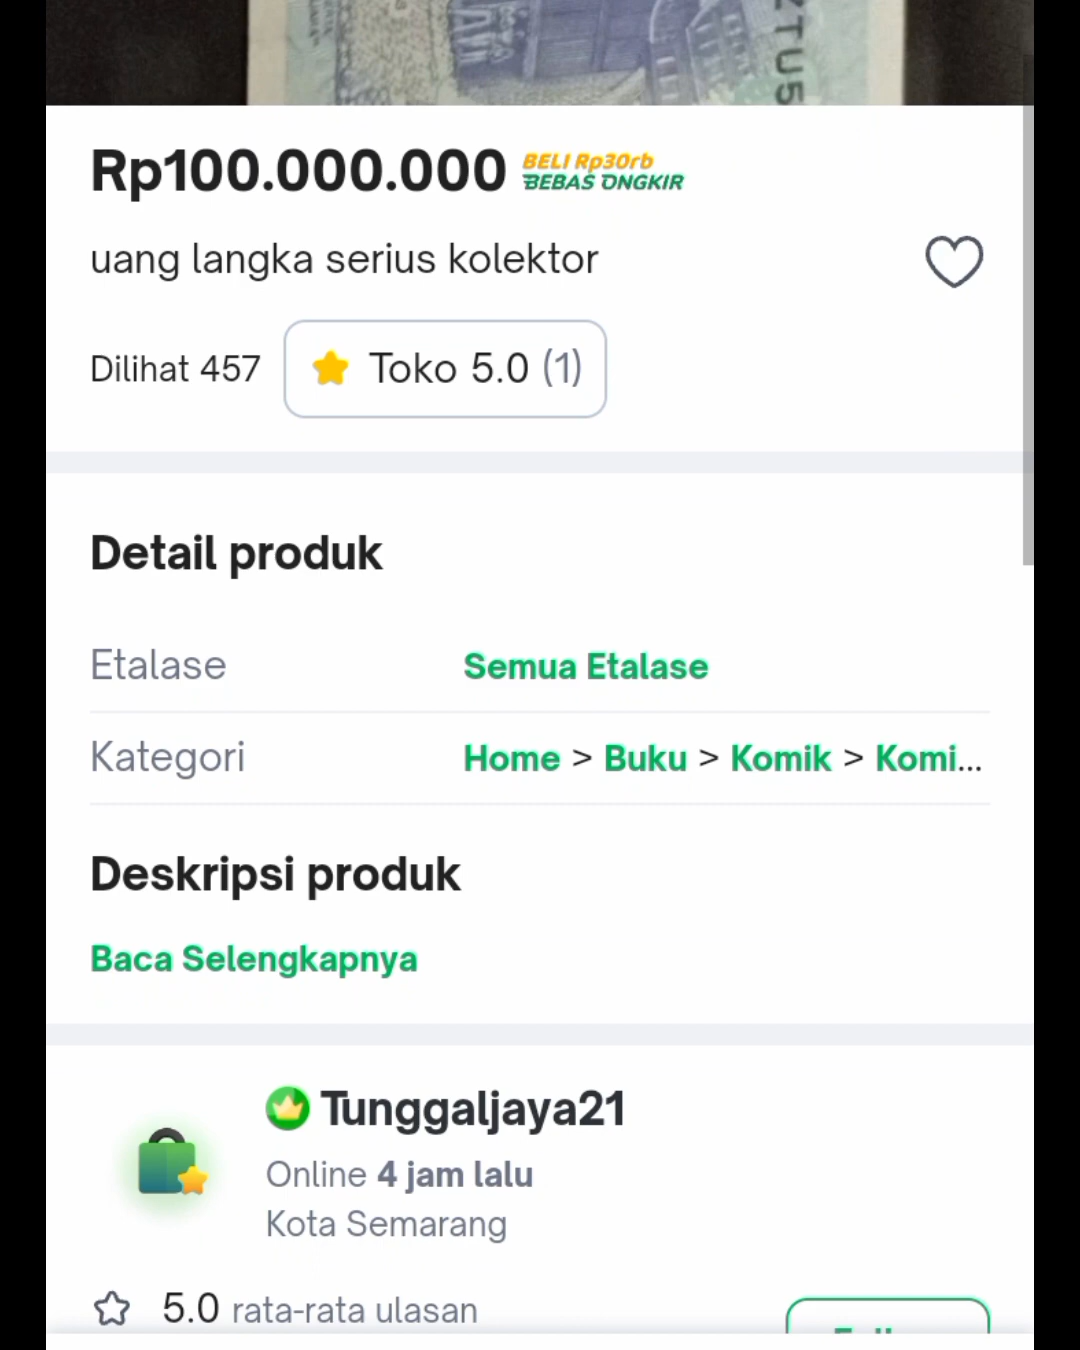 ZTU5
Rp100.000.000 BELI Rp30rb
BEBAS ONGKIR
uang langka serius kolektor
Dilihat 457 Toko 5.0 (1)
Detail produk
Etalase Semua Etalase
Kategori Home > Buku > Komik > Komi...
Deskripsi produk
Baca Selengkapnya
Tunggaljaya21
Online 4 jam lalu
Kota Semarang
5.0 rata-rata ulasan